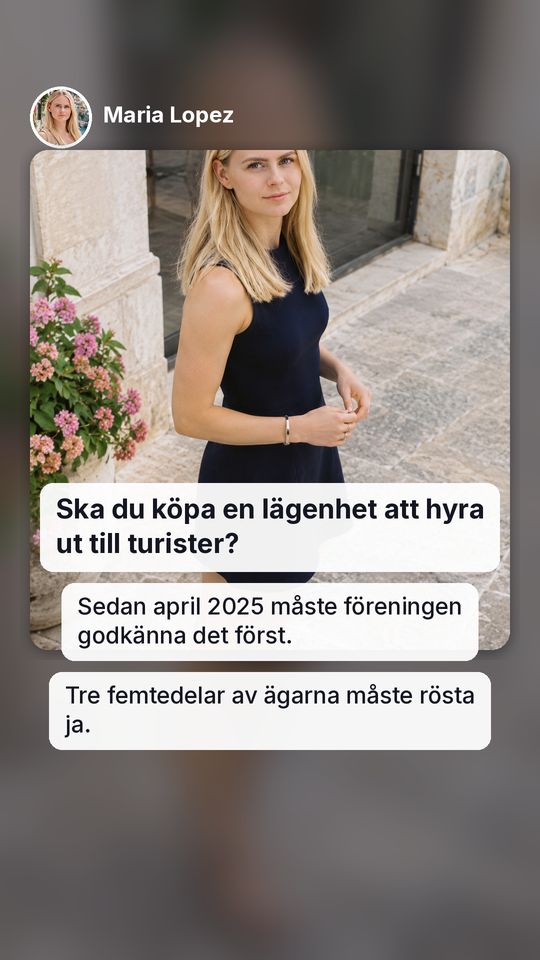 Maria Lopez
Ska du köpa en lägenhet att hyra
ut till turister?
Sedan april 2025 måste föreningen
godkänna det först.
Tre femtedelar av ägarna måste rösta
ja.